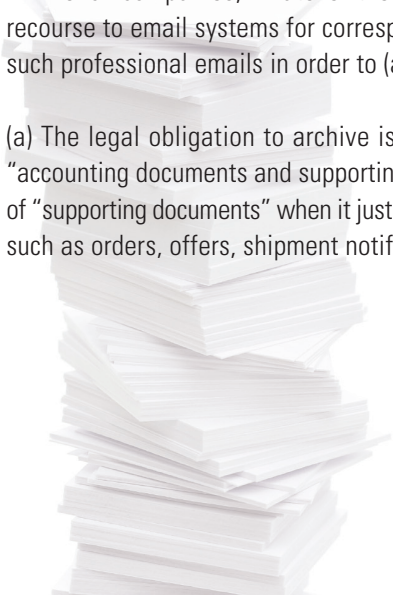 recourse to email systems for corresp
such professional emails in order to (a
(a) The legal obligation to archive is
"accounting documents and supportin
of “supporting documents” when it just
such as orders, offers, shipment notif